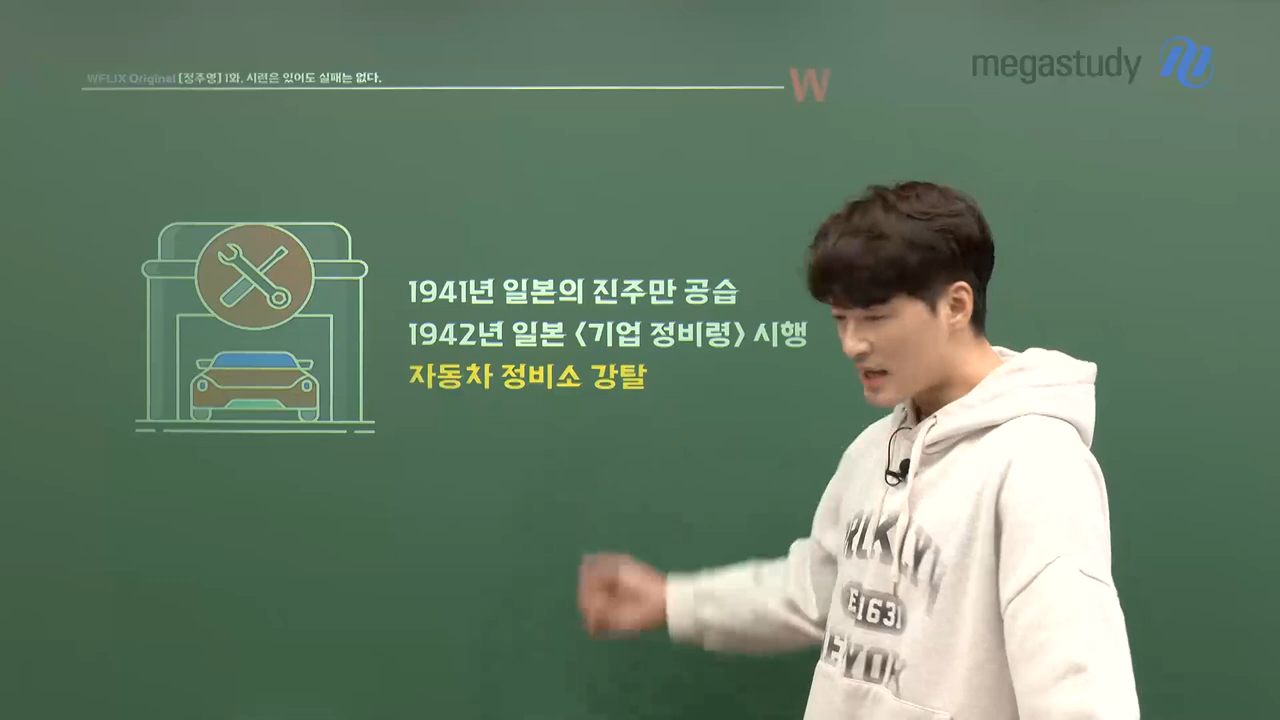 WFLIX Original [정주영] 1화. 시련은 있어도 실패는 없다.
W
megastudy
1941년 일본의 진주만 공습
1942년 일본 <기업 정비령> 시행
자동차 정비소 강탈
E1631